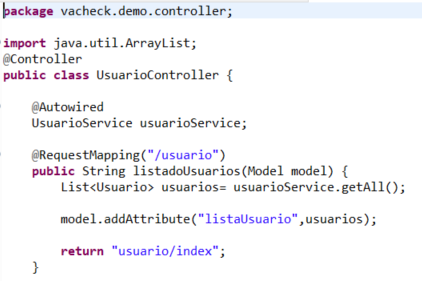 package vacheck.demo.controller;
import java.util.ArrayList;
@Controller
public class UsuarioController {
@Autowired
UsuarioService usuarioService;
@RequestMapping("/usuario")
public String listadoUsuarios(Model model) {
List<Usuario> usuarios= usuarioService.getAll();
model.addAttribute("listaUsuario",usuarios);
return "usuario/index";
}